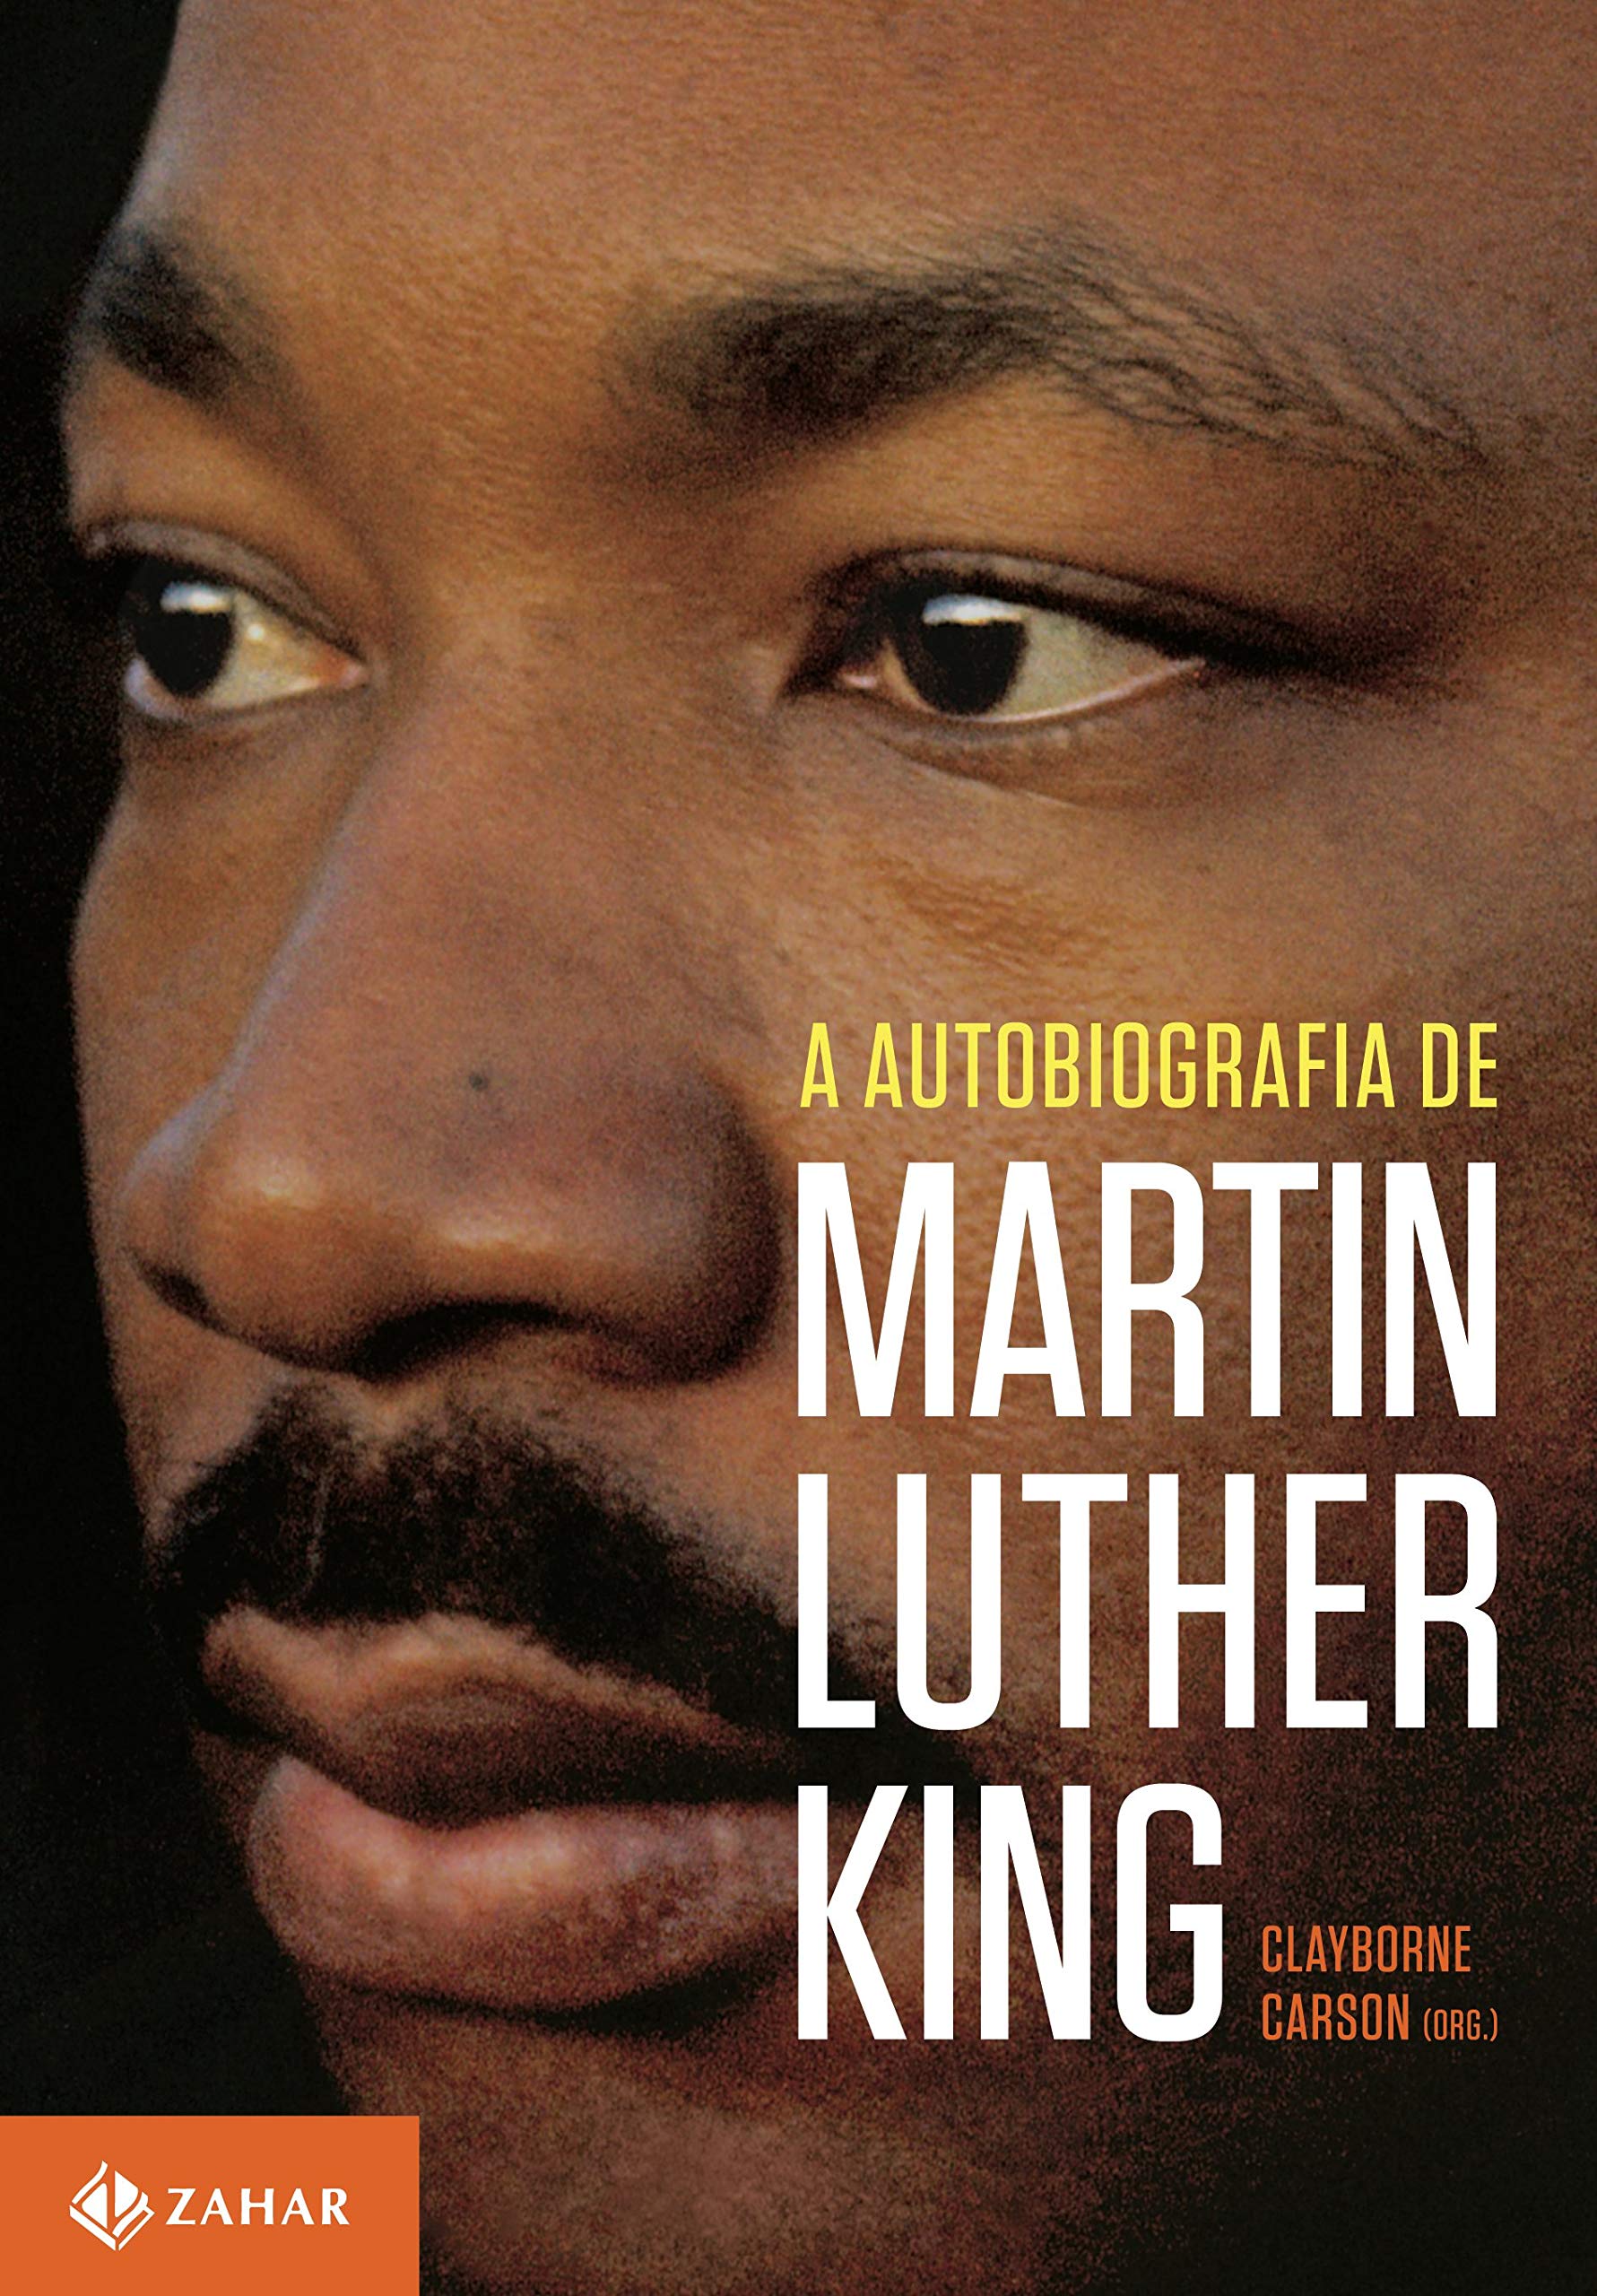 A AUTOBIOGRAFIA DE
MARTIN
LUTHER
KING
CLAYBORNE
CARSON (ORG.)
ZAHAR